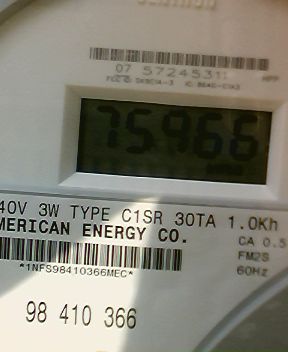 07 57245311
75966
40V 3W TYPE C1SR 30TA 1.0Kh
MERICAN ENERGY CO.
CA 0.5
*1NFS98410366MEC*
FM2S
60Hz
98 410 366